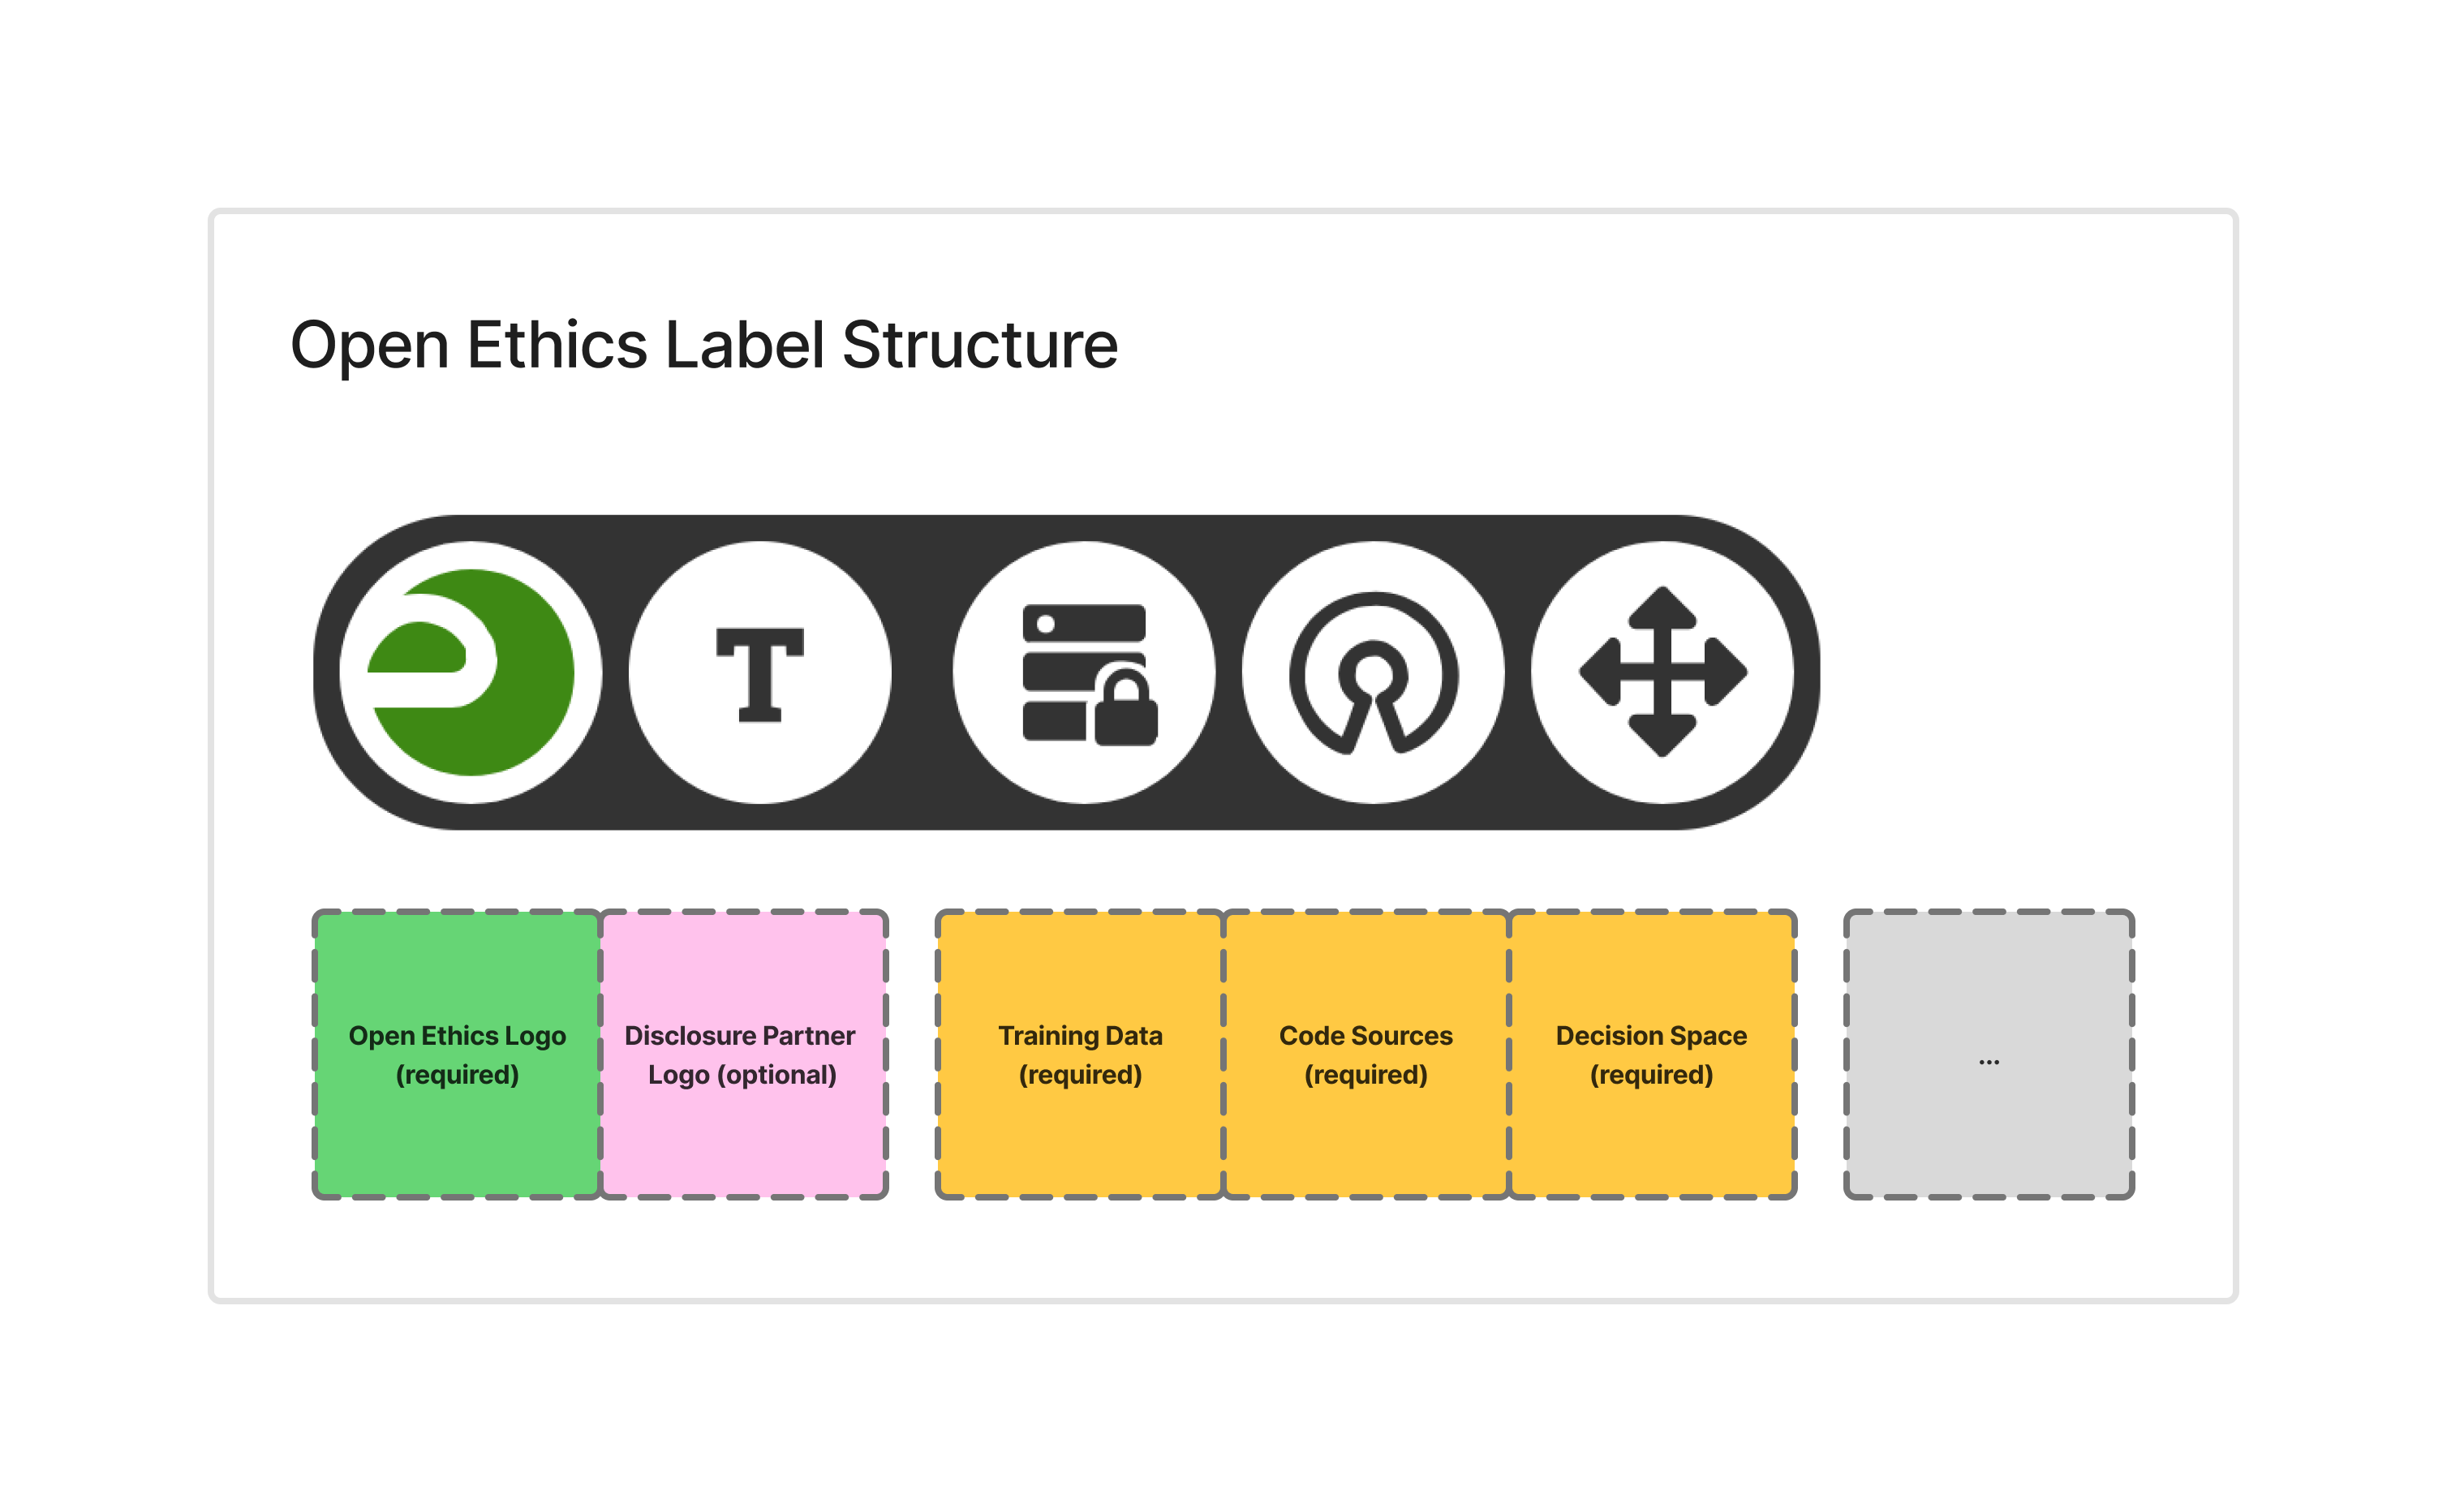 Open Ethics Label Structure
T
Open Ethics Logo
(required)
Disclosure Partner
Logo (optional)
Training Data
(required)
Code Sources
(required)
Decision Space
(required)
...